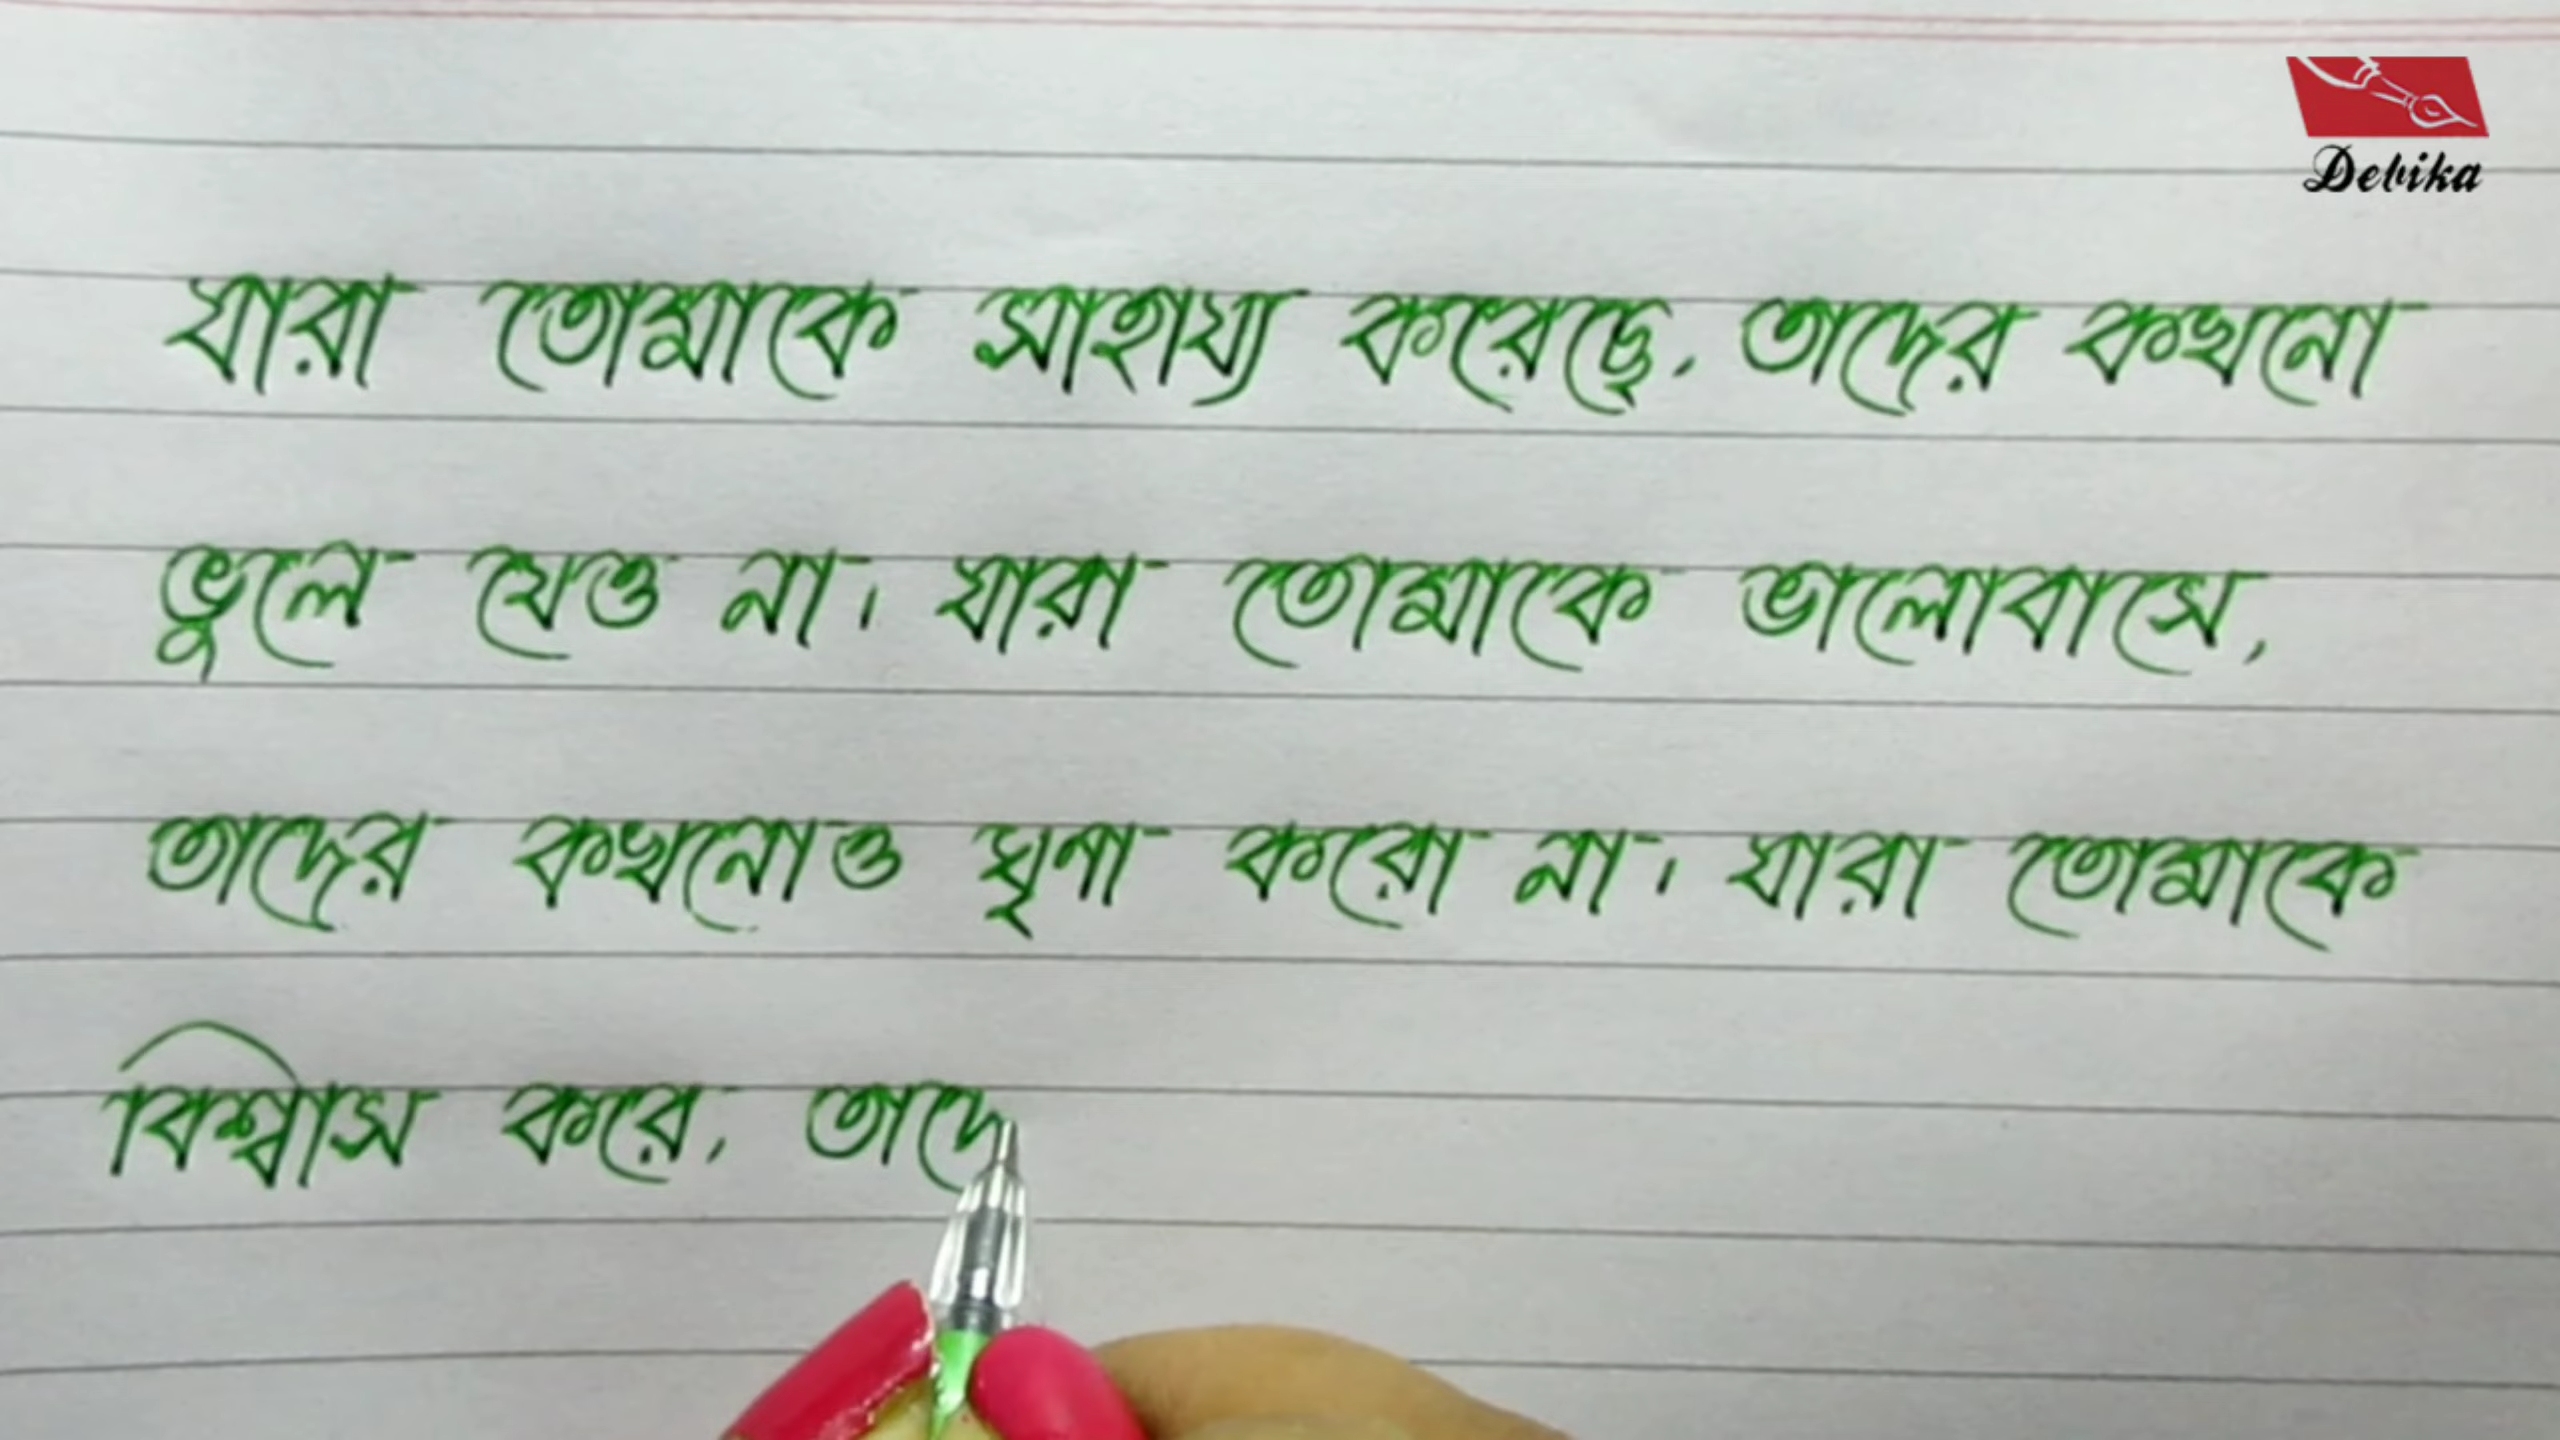 Debika
যারা তোমাকে সাহায্য করেছে, তাদের কখনো
ভুলে যেও না। যারা তোমাকে ভালোবাসে,
তাদের কখনোও ঘৃণা করো না। যারা তোমাকে
বিশ্বাস করে, তাদে